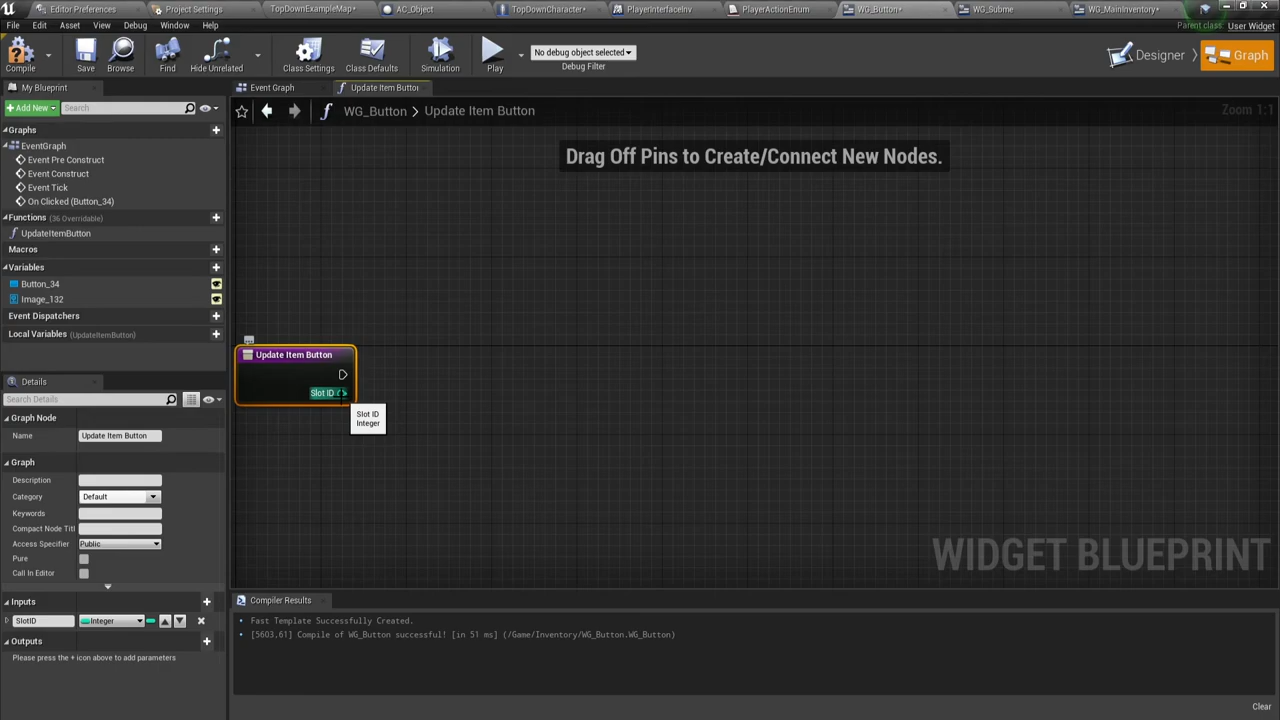 Editor Preferences
Project Settings
TopDownExampleMap*
AC_Object
TopDownCharacter*
PlayerInterfaceInv
PlayerActionEnum
WG_Button*
WG_Subme
WG_MainInventory*
File Edit Asset View Debug Window Help
Parent class: User Widget
Compile
Save
Browse
Find
Hide Unrelated
Class Settings
Class Defaults
Simulation
Play
No debug object selected
Debug Filter
Designer
Graph
My Blueprint
Event Graph
Update Item Button
Add New
Search
WG_Button > Update Item Button
Zoom 1:1
Graphs
EventGraph
Event Pre Construct
Event Construct
Event Tick
On Clicked (Button_34)
Functions (36 Overridable)
UpdateItemButton
Macros
Variables
Button_34
Image_132
Event Dispatchers
Local Variables (UpdateItemButton)
Drag Off Pins to Create/Connect New Nodes.
Update Item Button
Slot ID
Slot ID
Integer
WIDGET BLUEPRINT
Details
Search Details
Graph Node
Name Update Item Button
Graph
Description
Category Default
Keywords
Compact Node Titl
Access Specifier Public
Pure
Call In Editor
Inputs
SlotID Integer
Outputs
Please press the + icon above to add parameters
Compiler Results
Fast Template Successfully Created.
[5603,61] Compile of WG_Button successful! [in 51 ms] (/Game/Inventory/WG_Button.WG_Button)
Clear